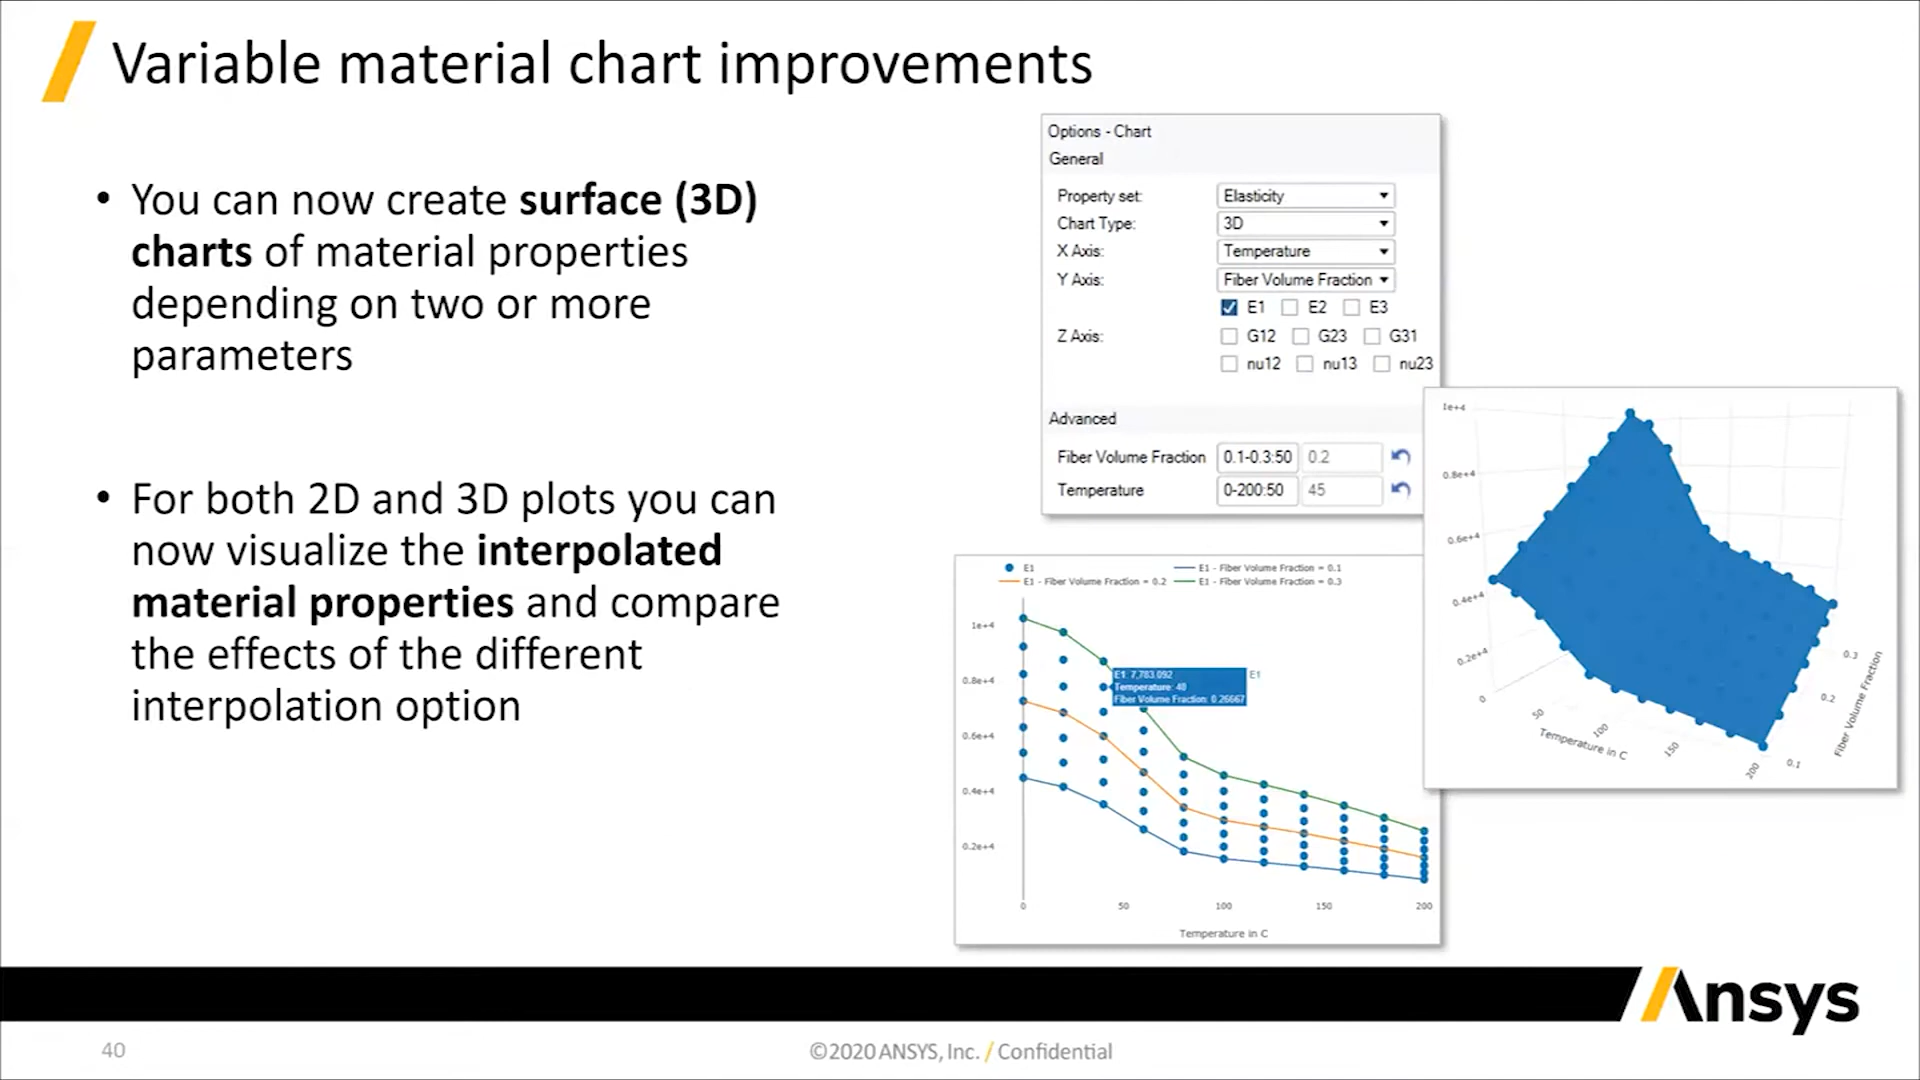 Variable material chart improvements
• You can now create surface (3D)
charts of material properties
depending on two or more
parameters
• For both 2D and 3D plots you can
now visualize the interpolated
material properties and compare
the effects of the different
interpolation option
Options - Chart
General
Property set: Elasticity
Chart Type: 3D
X Axis: Temperature
Y Axis: Fiber Volume Fraction
E1 E2 E3
Z Axis: G12 G23 G31
nu12 nu13 nu23
Advanced
Fiber Volume Fraction 0.1-0.3:50 0.2
Temperature 0-200:50 45
1e+4
0.8e+4
0.6e+4
0.4e+4
0.2e+4
0
50
100
150
200
Temperature in C
0.1
0.2
0.3
Fiber Volume Fraction
E1 E1 - Fiber Volume Fraction = 0.1
E1 - Fiber Volume Fraction = 0.2 E1 - Fiber Volume Fraction = 0.3
1e+4
0.8e+4
0.6e+4
0.4e+4
0.2e+4
E1: 7,783.092 E1
Temperature: 40
Fiber Volume Fraction: 0.26667
0 50 100 150 200
Temperature in C
Ansys
40
©2020 ANSYS, Inc. / Confidential